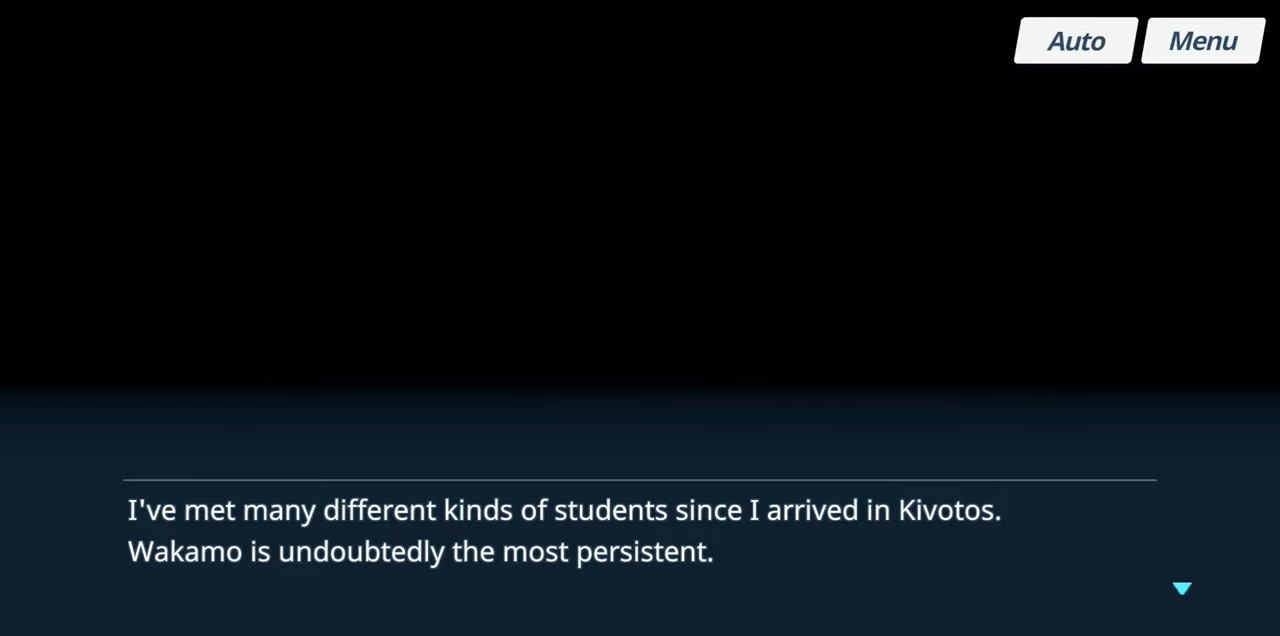 Auto Menu
I've met many different kinds of students since I arrived in Kivotos.
Wakamo is undoubtedly the most persistent.